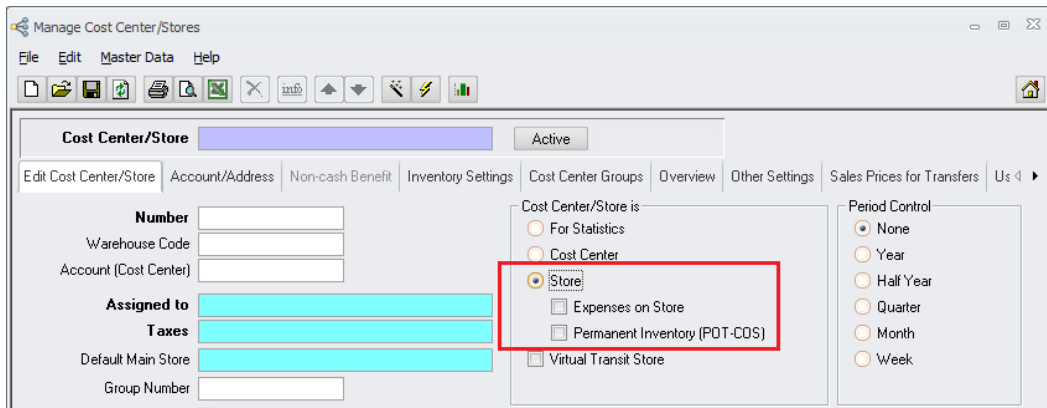 Manage Cost Center/Stores
File Edit Master Data Help
info
Cost Center/Store
Active
Edit Cost Center/Store Account/Address Non-cash Benefit Inventory Settings Cost Center Groups Overview Other Settings Sales Prices for Transfers Us
Number
Warehouse Code
Account (Cost Center)
Assigned to
Taxes
Default Main Store
Group Number
Cost Center/Store is
For Statistics
Cost Center
Store
Expenses on Store
Permanent Inventory (POT-COS)
Virtual Transit Store
Period Control
None
Year
Half Year
Quarter
Month
Week